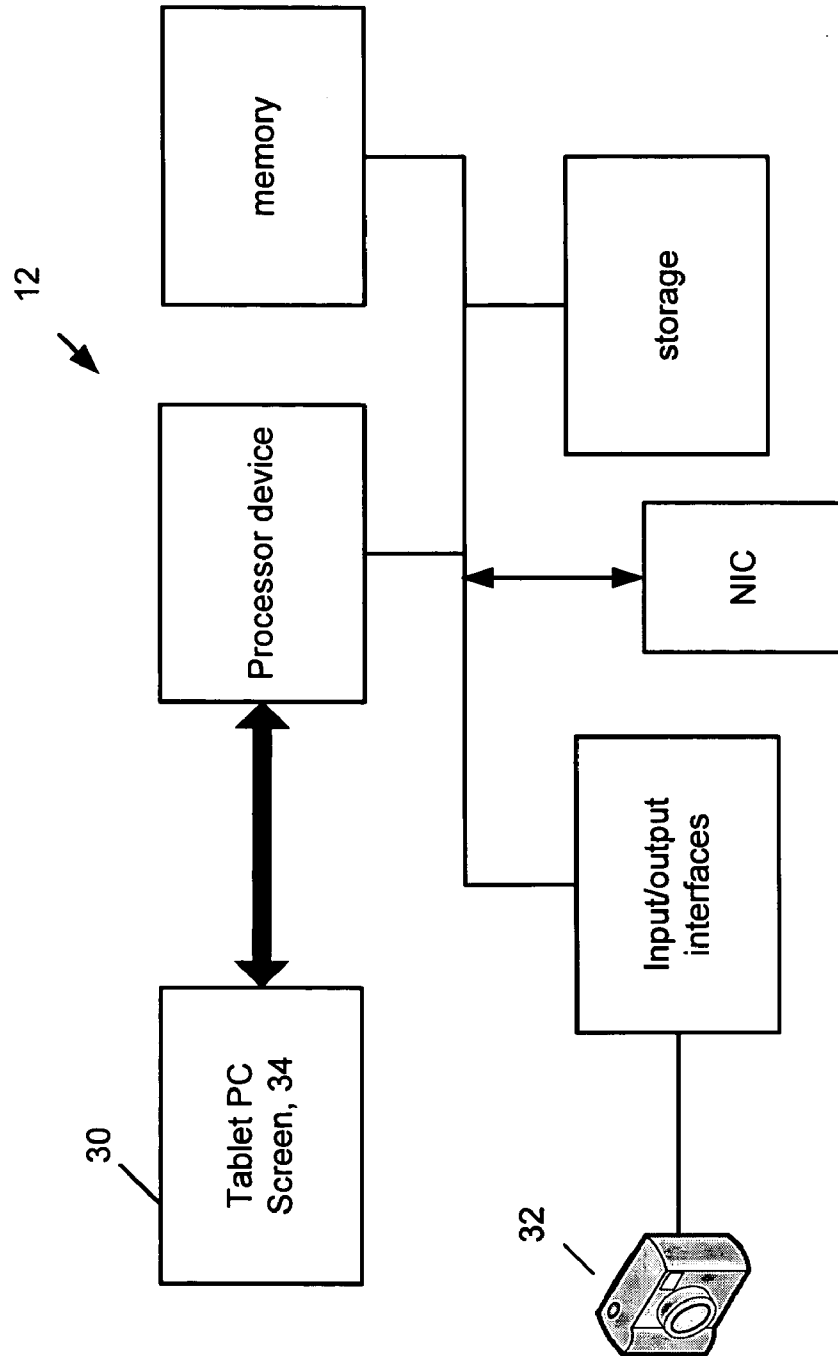 12
30
Tablet PC
Screen, 34
Processor device
memory
32
Input/output
interfaces
NIC
storage